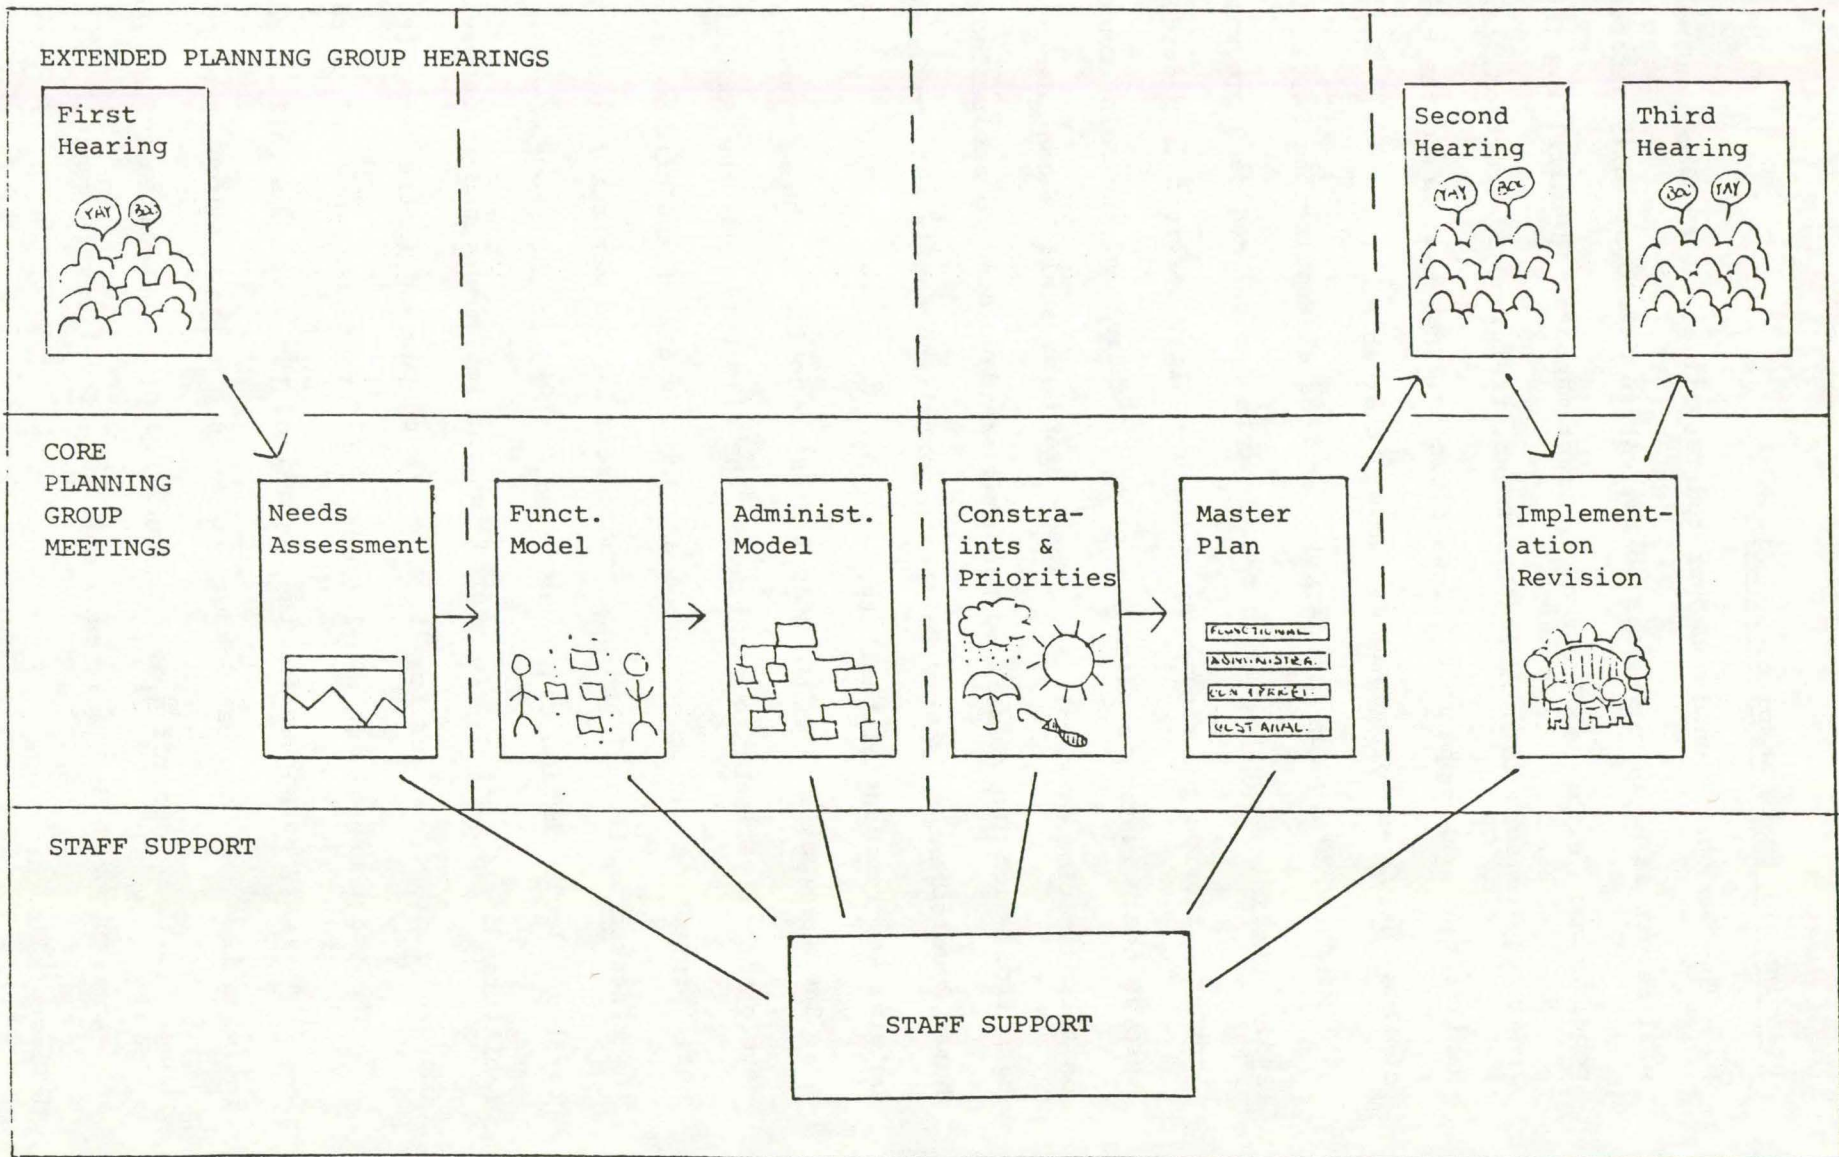 EXTENDED PLANNING GROUP HEARINGS
First
Hearing
YAY
BOO
Second
Hearing
YAY
BOO
Third
Hearing
BOO
YAY
CORE
PLANNING
GROUP
MEETINGS
Needs
Assessment
Funct.
Model
Administ.
Model
Constra-
ints &
Priorities
Master
Plan
FUNCTIONAL
ADMINISTRA.
Implement-
ation
Revision
STAFF SUPPORT
STAFF SUPPORT